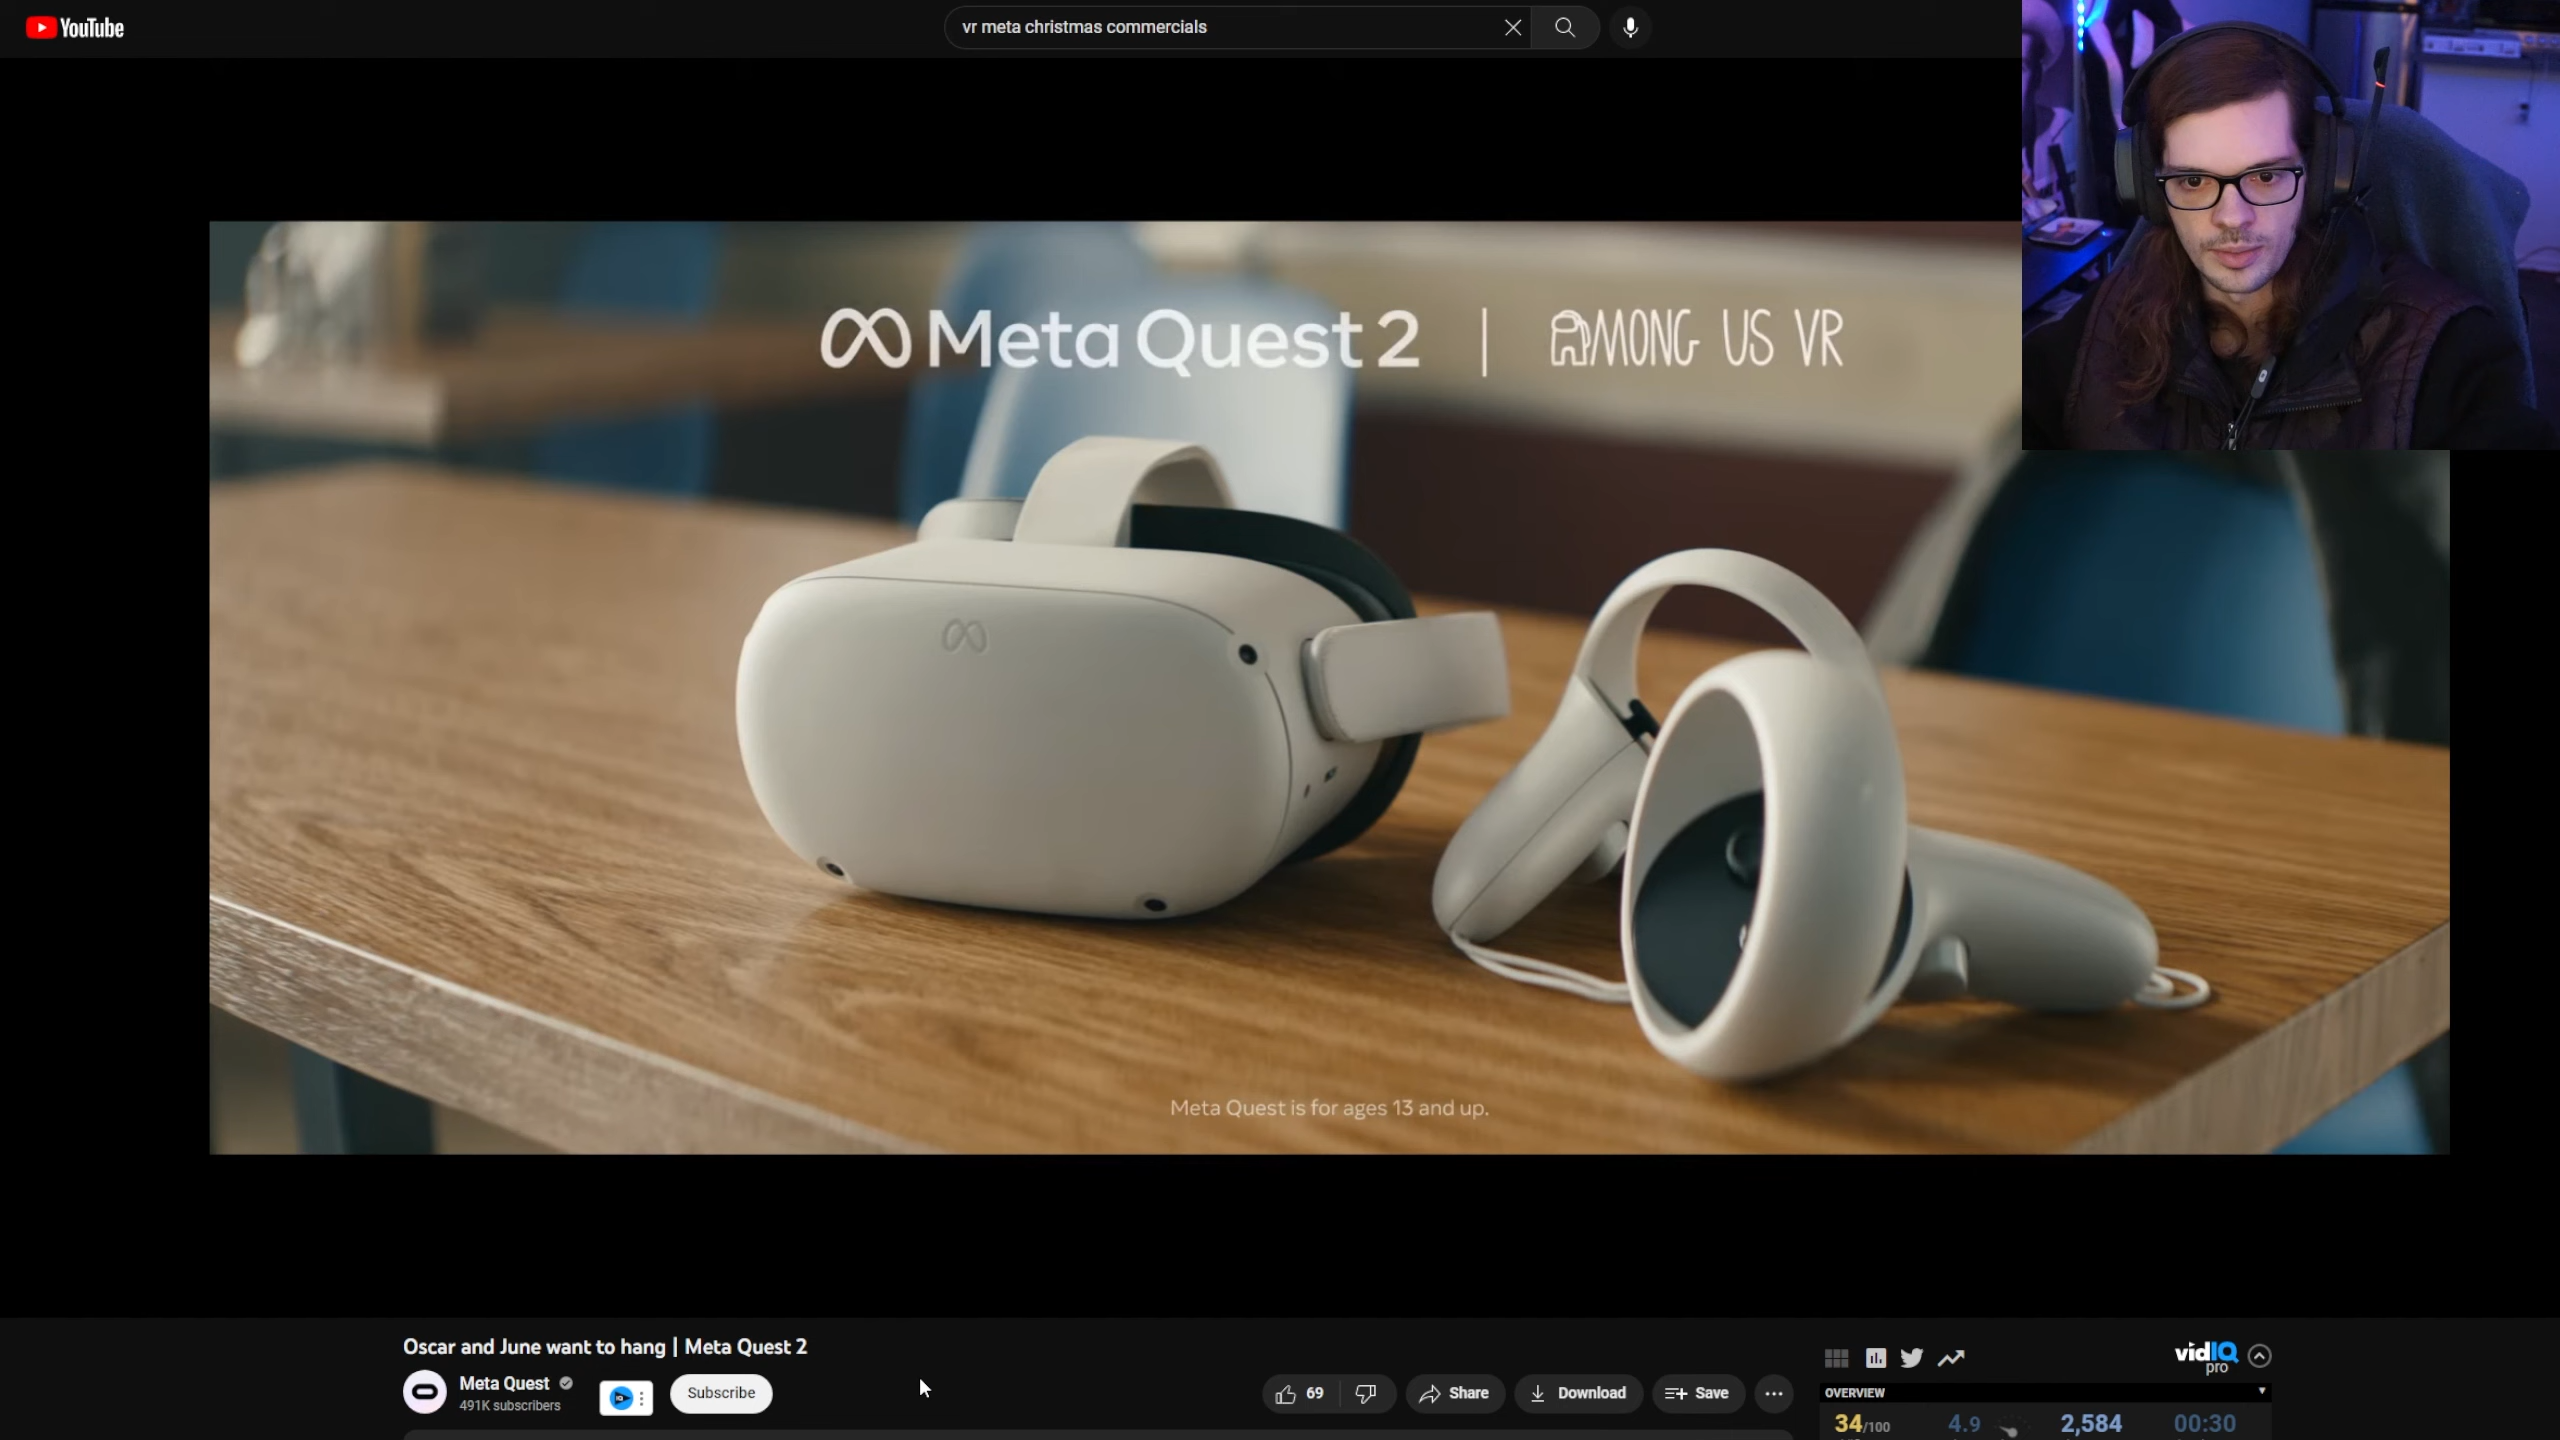 YouTube
vr meta christmas commercials
Meta Quest 2 | AMONG US VR
Meta Quest is for ages 13 and up.
Oscar and June want to hang | Meta Quest 2
Meta Quest
491K subscribers
Subscribe
69
Share
Download
Save
vidIQ
pro
OVERVIEW
34/100
4.9
2,584
00:30